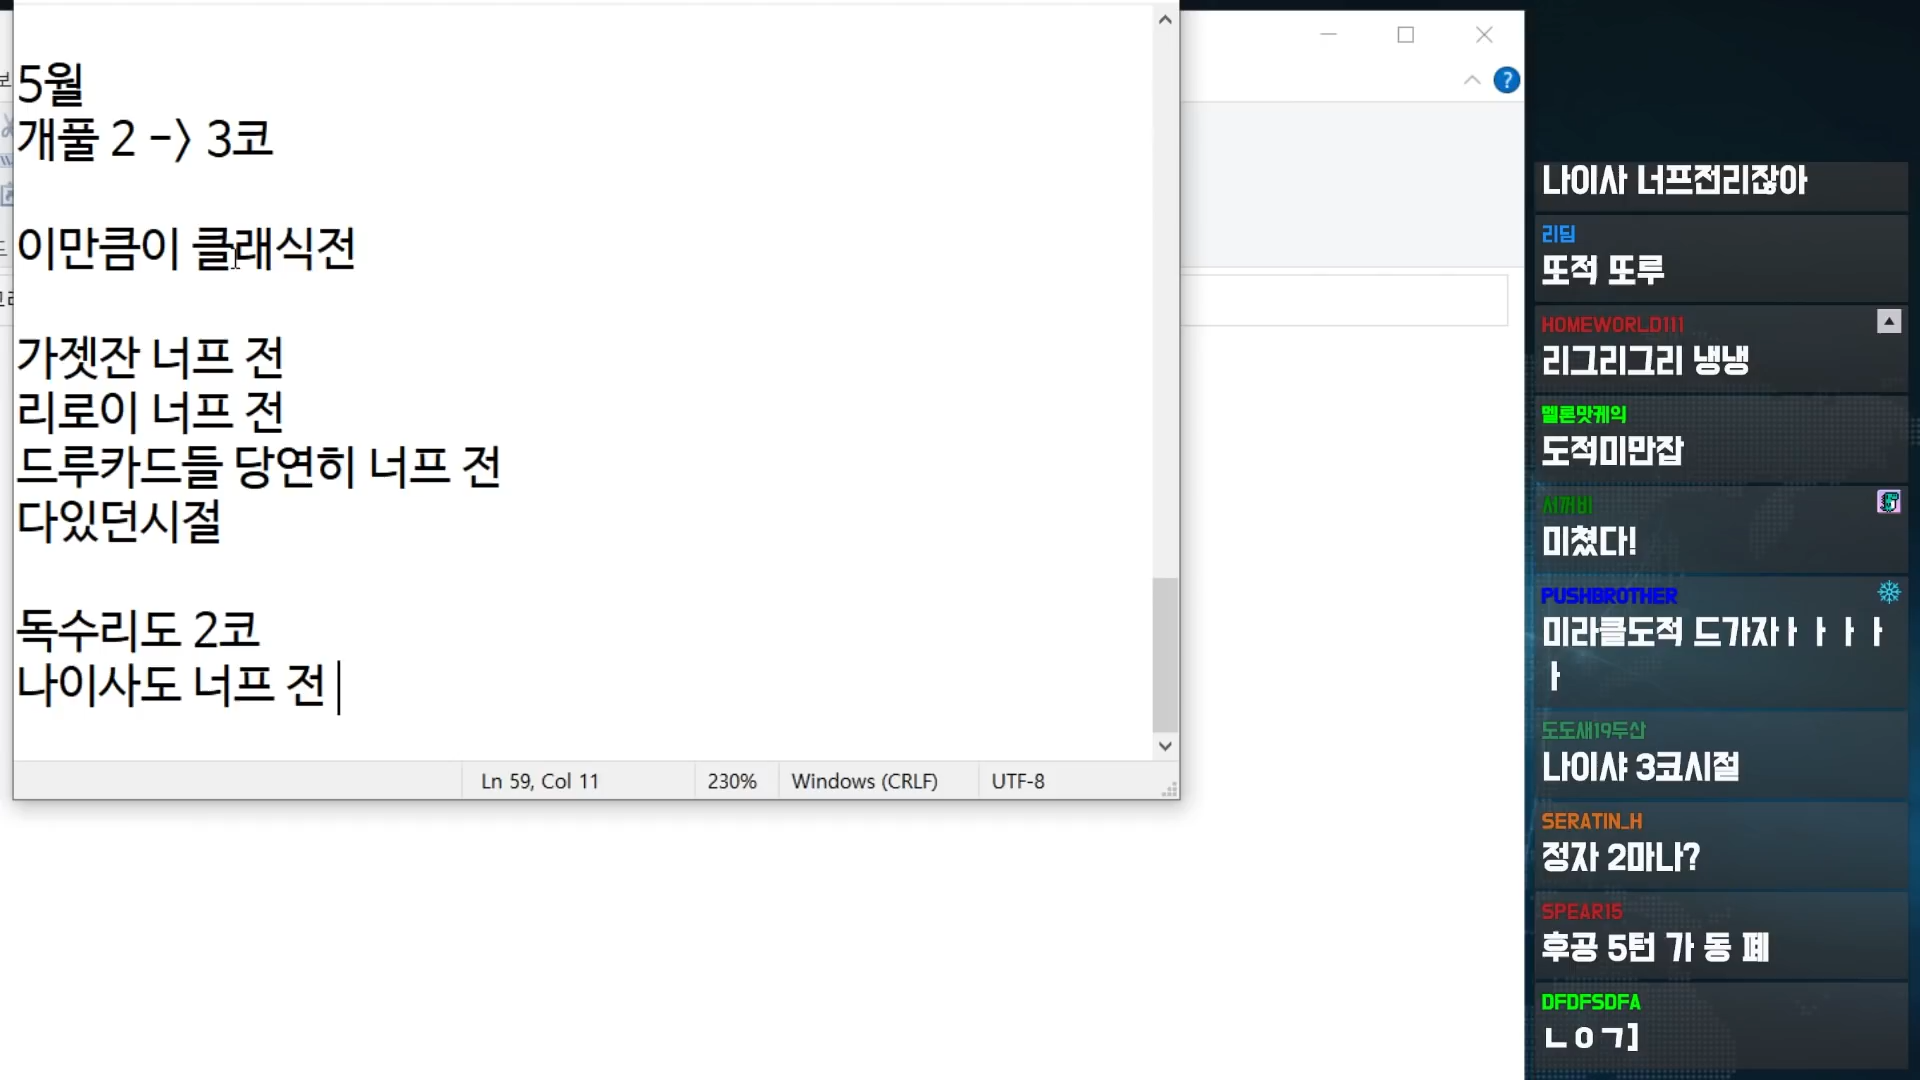 5월
개풀 2 -> 3코
이만큼이 클래식전
가젯잔 너프 전
리로이 너프 전
드루카드들 당연히 너프 전
다있던시절
독수리도 2코
나이사도 너프 전
Ln 59, Col 11
230%
Windows (CRLF)
UTF-8
나이사 너프전리잖아
리딤
또적 또루
HOMEWORLD111
리그리그리 냉냉
멜론맛케익
도적미만잡
서꺼비
미쳤다!
PUSHBROTHER
미라클도적 드가자ㅏㅏㅏㅏ
ㅏ
도도새19두산
나이샤 3코시절
SERATIN_H
정자 2마나?
SPEAR15
후공 5턴 가 동 폐
DFDFSDFA
ㄴㅇㄱ]